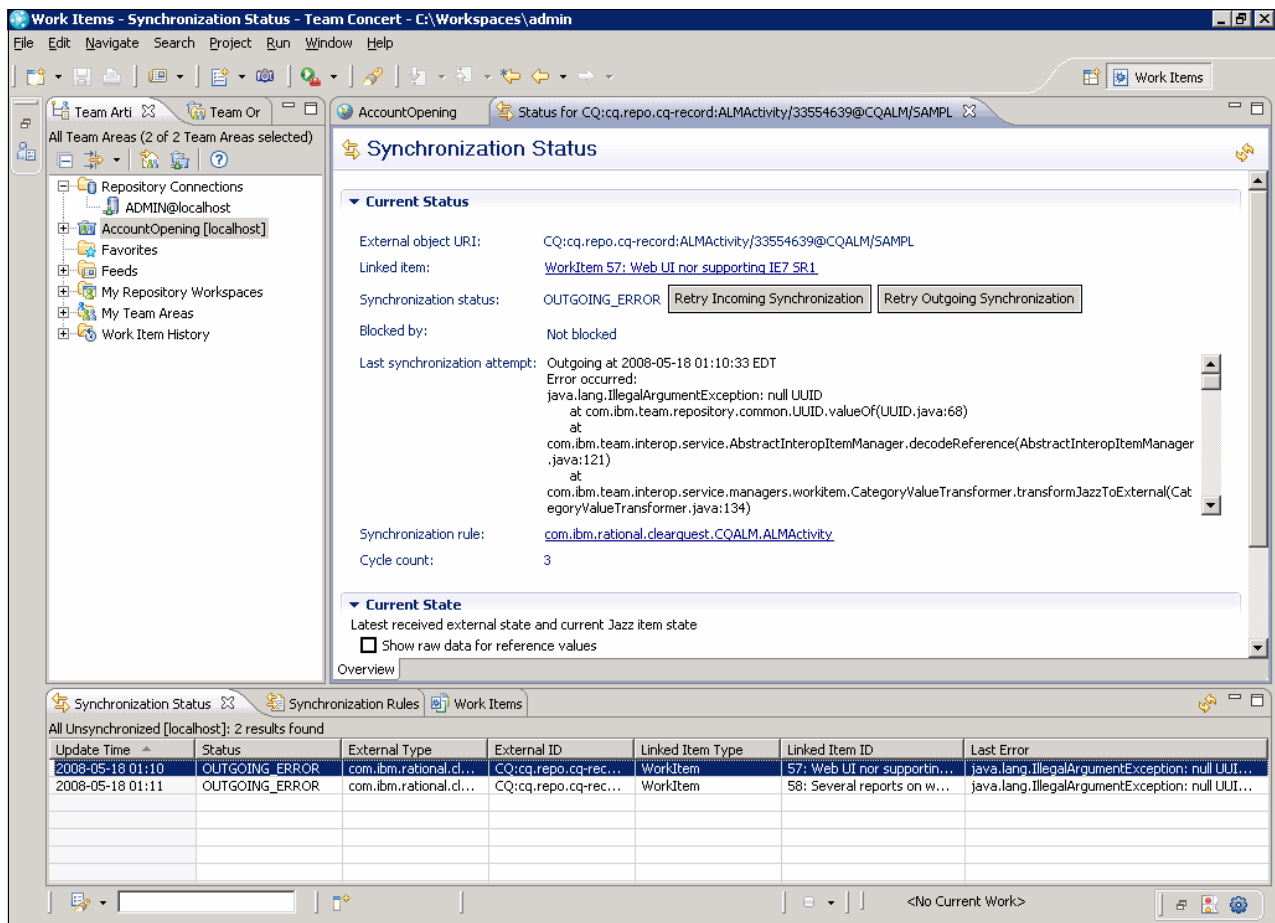 Work Items - Synchronization Status - Team Concert - C:\Workspaces\admin
File Edit Navigate Search Project Run Window Help
Work Items
Team Arti
Team Or
All Team Areas (2 of 2 Team Areas selected)
Repository Connections
ADMIN@localhost
AccountOpening [localhost]
Favorites
Feeds
My Repository Workspaces
My Team Areas
Work Item History
AccountOpening
Status for CQ:cq.repo.cq-record:ALMActivity/33554639@CQALM/SAMPL
Synchronization Status
Current Status
External object URI: CQ:cq.repo.cq-record:ALMActivity/33554639@CQALM/SAMPL
Linked item: WorkItem 57: Web UI nor supporting IE7 SR1
Synchronization status: OUTGOING_ERROR Retry Incoming Synchronization Retry Outgoing Synchronization
Blocked by: Not blocked
Last synchronization attempt: Outgoing at 2008-05-18 01:10:33 EDT
Error occurred:
java.lang.IllegalArgumentException: null UUID
at com.ibm.team.repository.common.UUID.valueOf(UUID.java:68)
at
com.ibm.team.interop.service.AbstractInteropItemManager.decodeReference(AbstractInteropItemManager
.java:121)
at
com.ibm.team.interop.service.managers.workitem.CategoryValueTransformer.transformJazzToExternal(Cat
egoryValueTransformer.java:134)
Synchronization rule: com.ibm.rational.clearquest.CQALM.ALMActivity
Cycle count: 3
Current State
Latest received external state and current Jazz item state
Show raw data for reference values
Overview
Synchronization Status
Synchronization Rules
Work Items
All Unsynchronized [localhost]: 2 results found
Update Time Status External Type External ID Linked Item Type Linked Item ID Last Error
2008-05-18 01:10 OUTGOING_ERROR com.ibm.rational.cl... CQ:cq.repo.cq-rec... WorkItem 57: Web UI nor supportin... java.lang.IllegalArgumentException: null UUI...
2008-05-18 01:11 OUTGOING_ERROR com.ibm.rational.cl... CQ:cq.repo.cq-rec... WorkItem 58: Several reports on w... java.lang.IllegalArgumentException: null UUI...
<No Current Work>